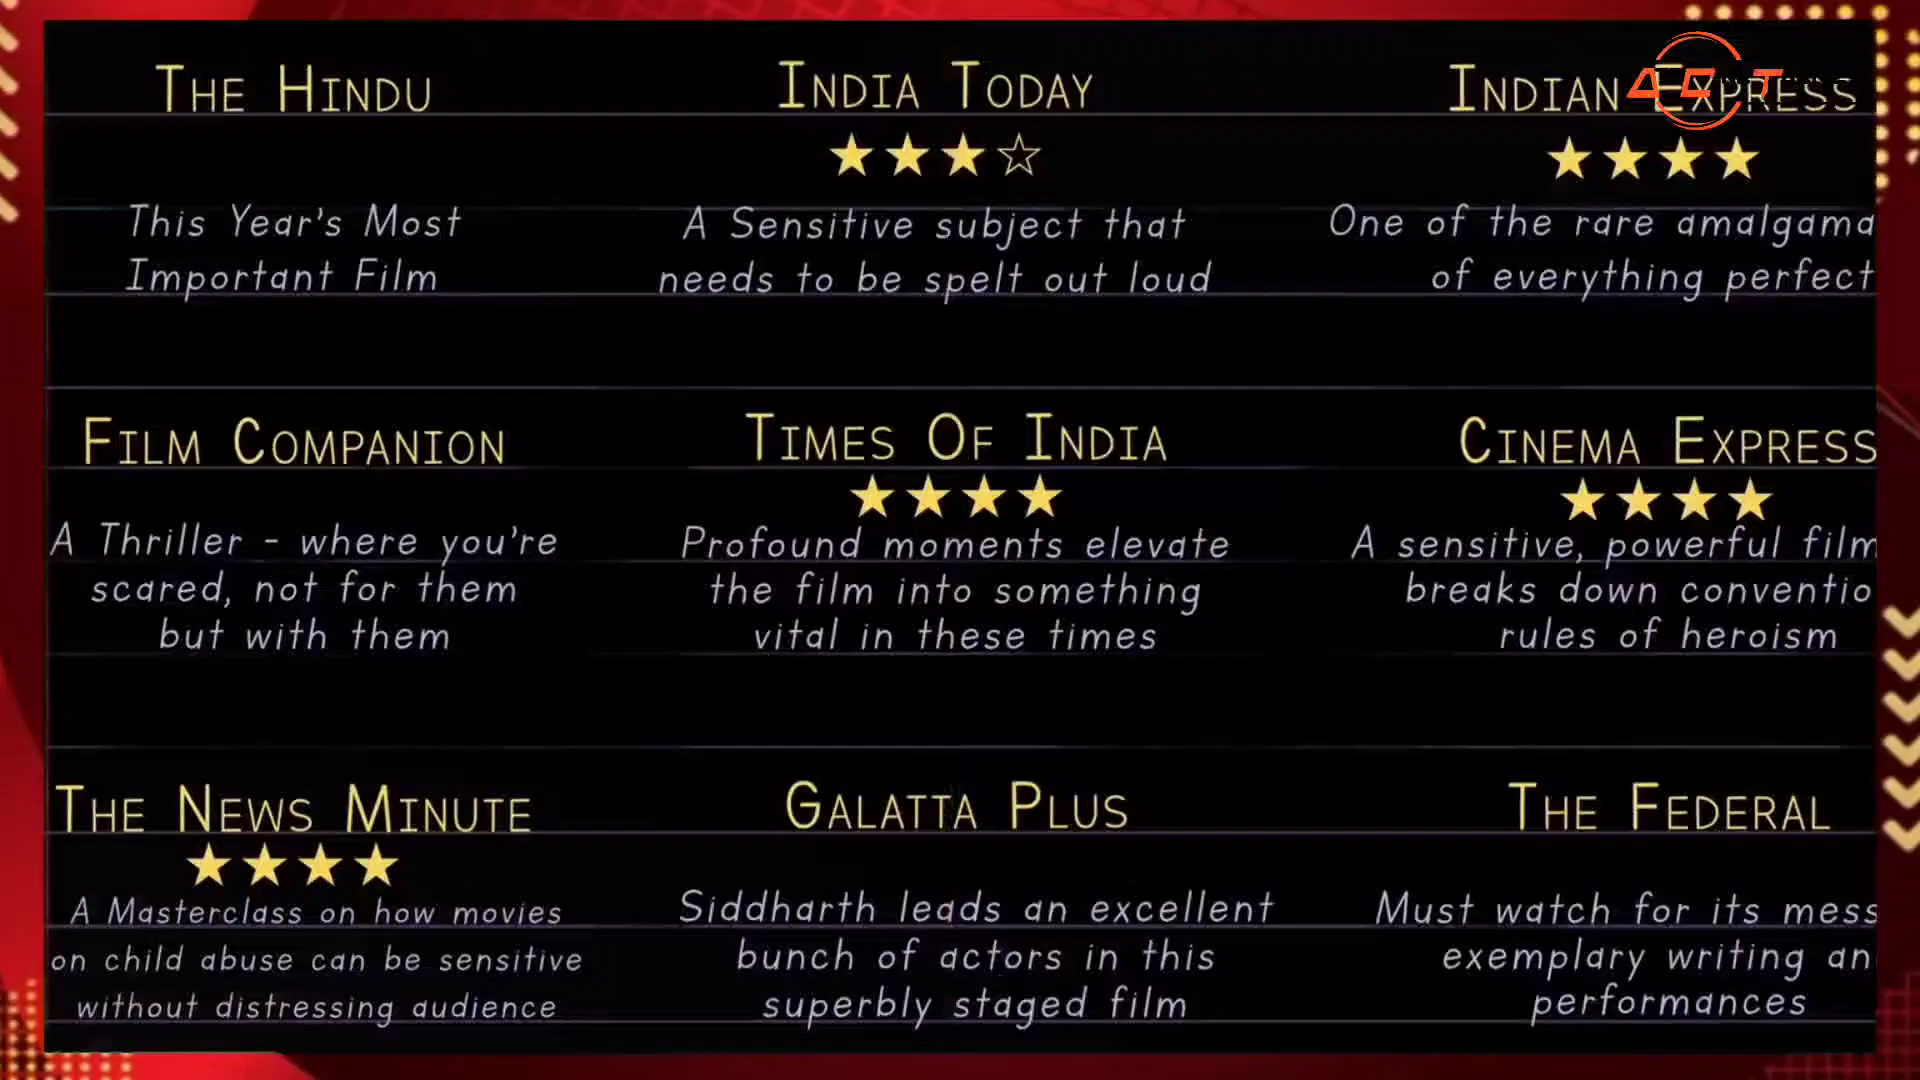 THE HINDU
This Year's Most
Important Film
INDIA TODAY
★★★☆
A Sensitive subject that
needs to be spelt out loud
INDIAN EXPRESS
★★★★
One of the rare amalgama
of everything perfect
FILM COMPANION
A Thriller - where you're
scared, not for them
but with them
TIMES OF INDIA
★★★★
Profound moments elevate
the film into something
vital in these times
CINEMA EXPRESS
★★★★
A sensitive, powerful film
breaks down conventio
rules of heroism
THE NEWS MINUTE
★★★★
A Masterclass on how movies
on child abuse can be sensitive
without distressing audience
GALATTA PLUS
Siddharth leads an excellent
bunch of actors in this
superbly staged film
THE FEDERAL
Must watch for its mess
exemplary writing an
performances